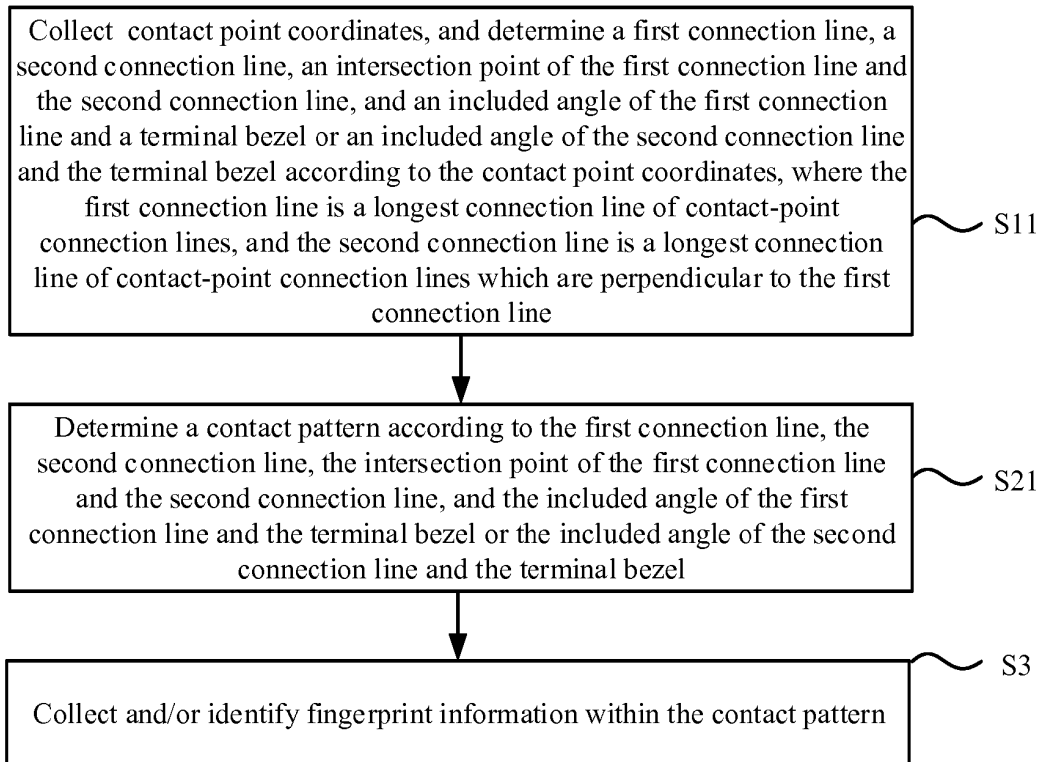 Collect contact point coordinates, and determine a first connection line, a
second connection line, an intersection point of the first connection line and
the second connection line, and an included angle of the first connection
line and a terminal bezel or an included angle of the second connection line
and the terminal bezel according to the contact point coordinates, where the
first connection line is a longest connection line of contact-point
connection lines, and the second connection line is a longest connection
line of contact-point connection lines which are perpendicular to the first
connection line
S11
Determine a contact pattern according to the first connection line, the
second connection line, the intersection point of the first connection line
and the second connection line, and the included angle of the first
connection line and the terminal bezel or the included angle of the second
connection line and the terminal bezel
S21
S3
Collect and/or identify fingerprint information within the contact pattern